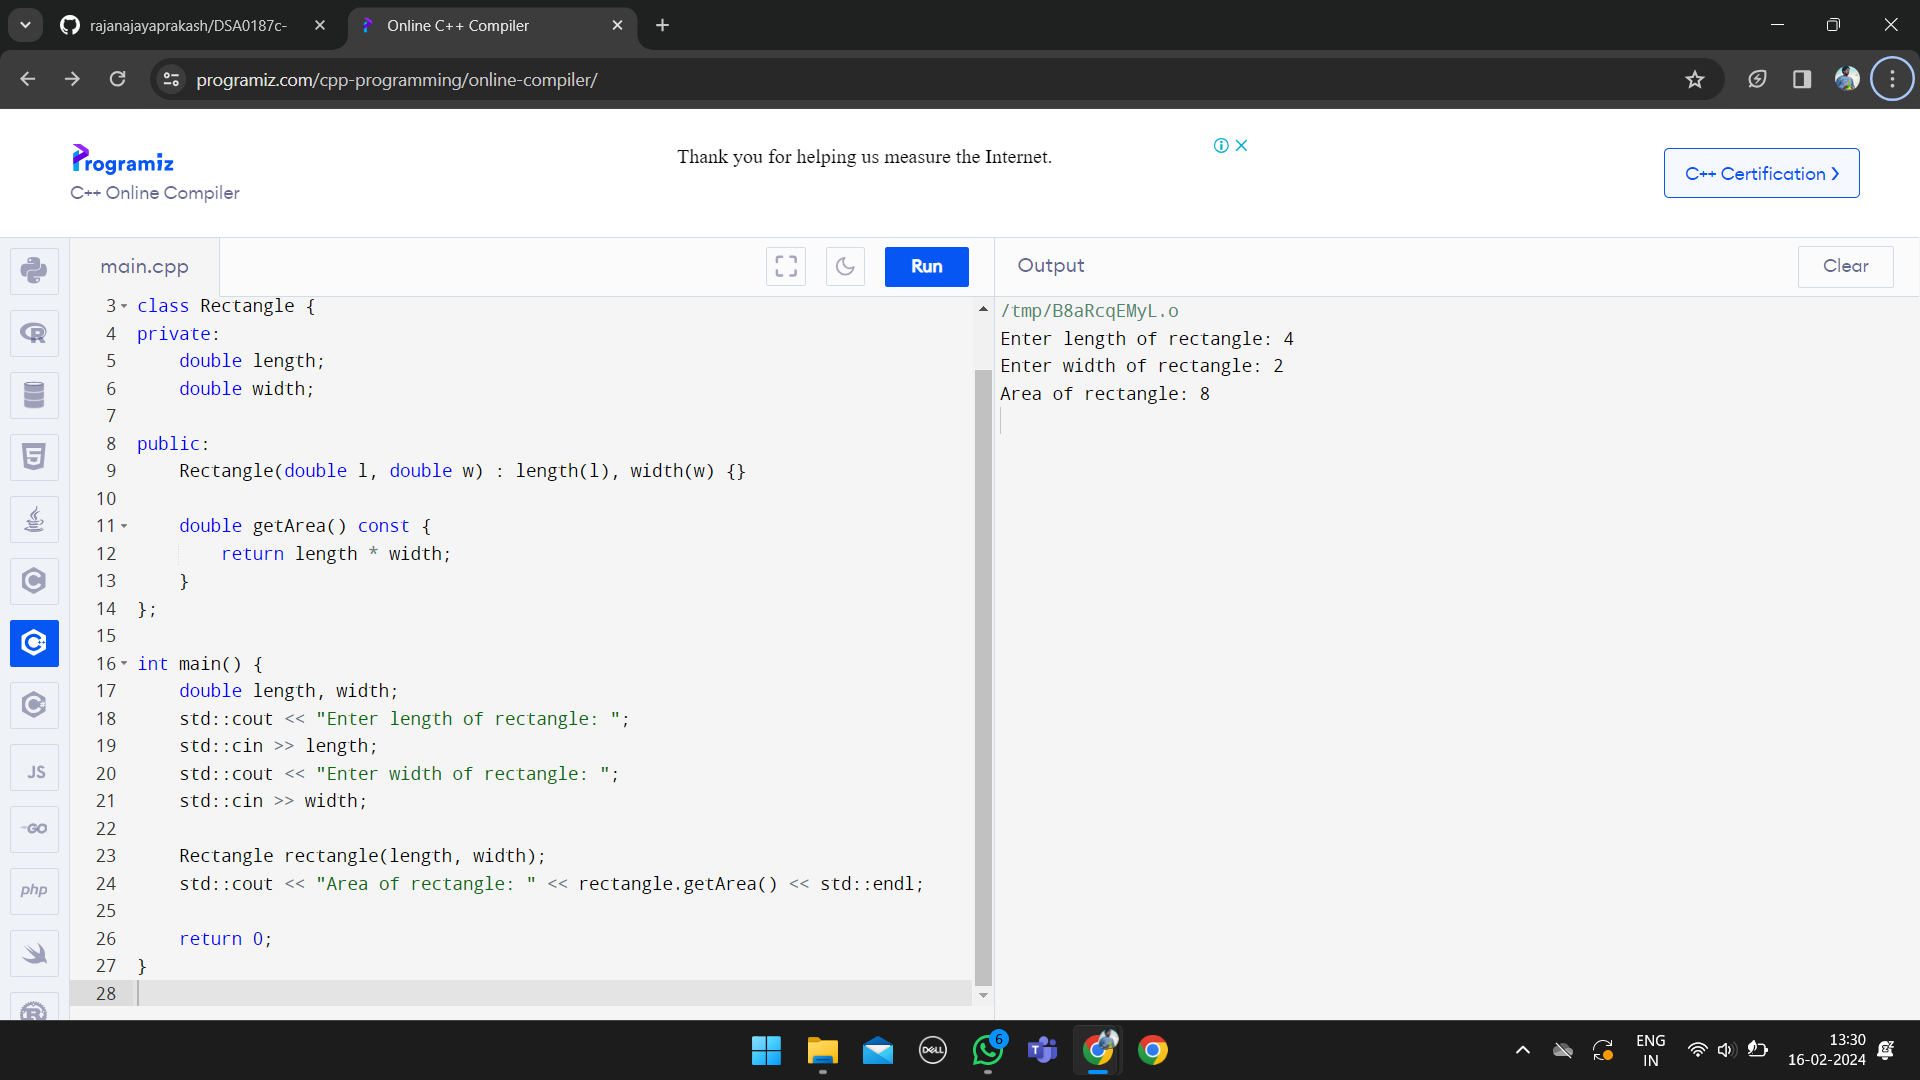 rajanajayaprakash/DSA0187c-
Online C++ Compiler
programiz.com/cpp-programming/online-compiler/
Programiz
C++ Online Compiler
Thank you for helping us measure the Internet.
C++ Certification
main.cpp
Run
Output
Clear
3 class Rectangle {
4 private:
5 double length;
6 double width;
7
8 public:
9 Rectangle(double l, double w) : length(l), width(w) {}
10
11 double getArea() const {
12 return length * width;
13 }
14 };
15
16 int main() {
17 double length, width;
18 std::cout << "Enter length of rectangle: ";
19 std::cin >> length;
20 std::cout << "Enter width of rectangle: ";
21 std::cin >> width;
22
23 Rectangle rectangle(length, width);
24 std::cout << "Area of rectangle: " << rectangle.getArea() << std::endl;
25
26 return 0;
27 }
28
/tmp/B8aRcqEMyL.o
Enter length of rectangle: 4
Enter width of rectangle: 2
Area of rectangle: 8
JS
GO
php
DELL
6
ENG
IN
13:30
16-02-2024